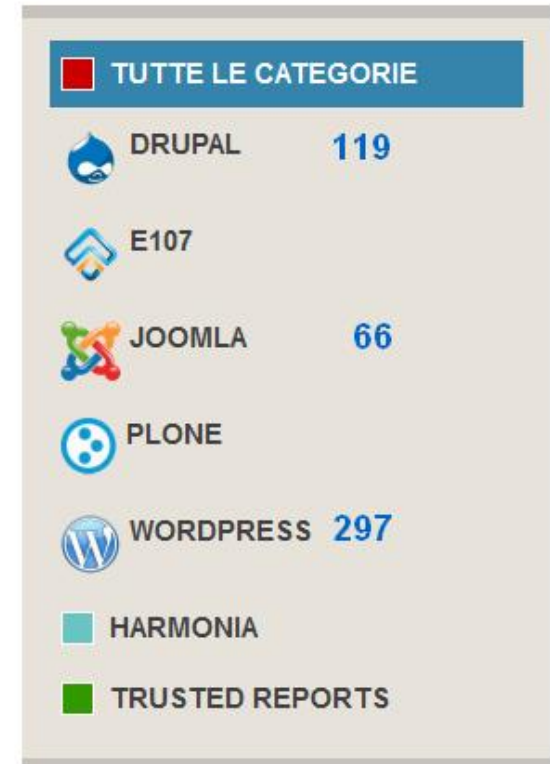 TUTTE LE CATEGORIE
DRUPAL 119
E107
JOOMLA 66
PLONE
WORDPRESS 297
HARMONIA
TRUSTED REPORTS